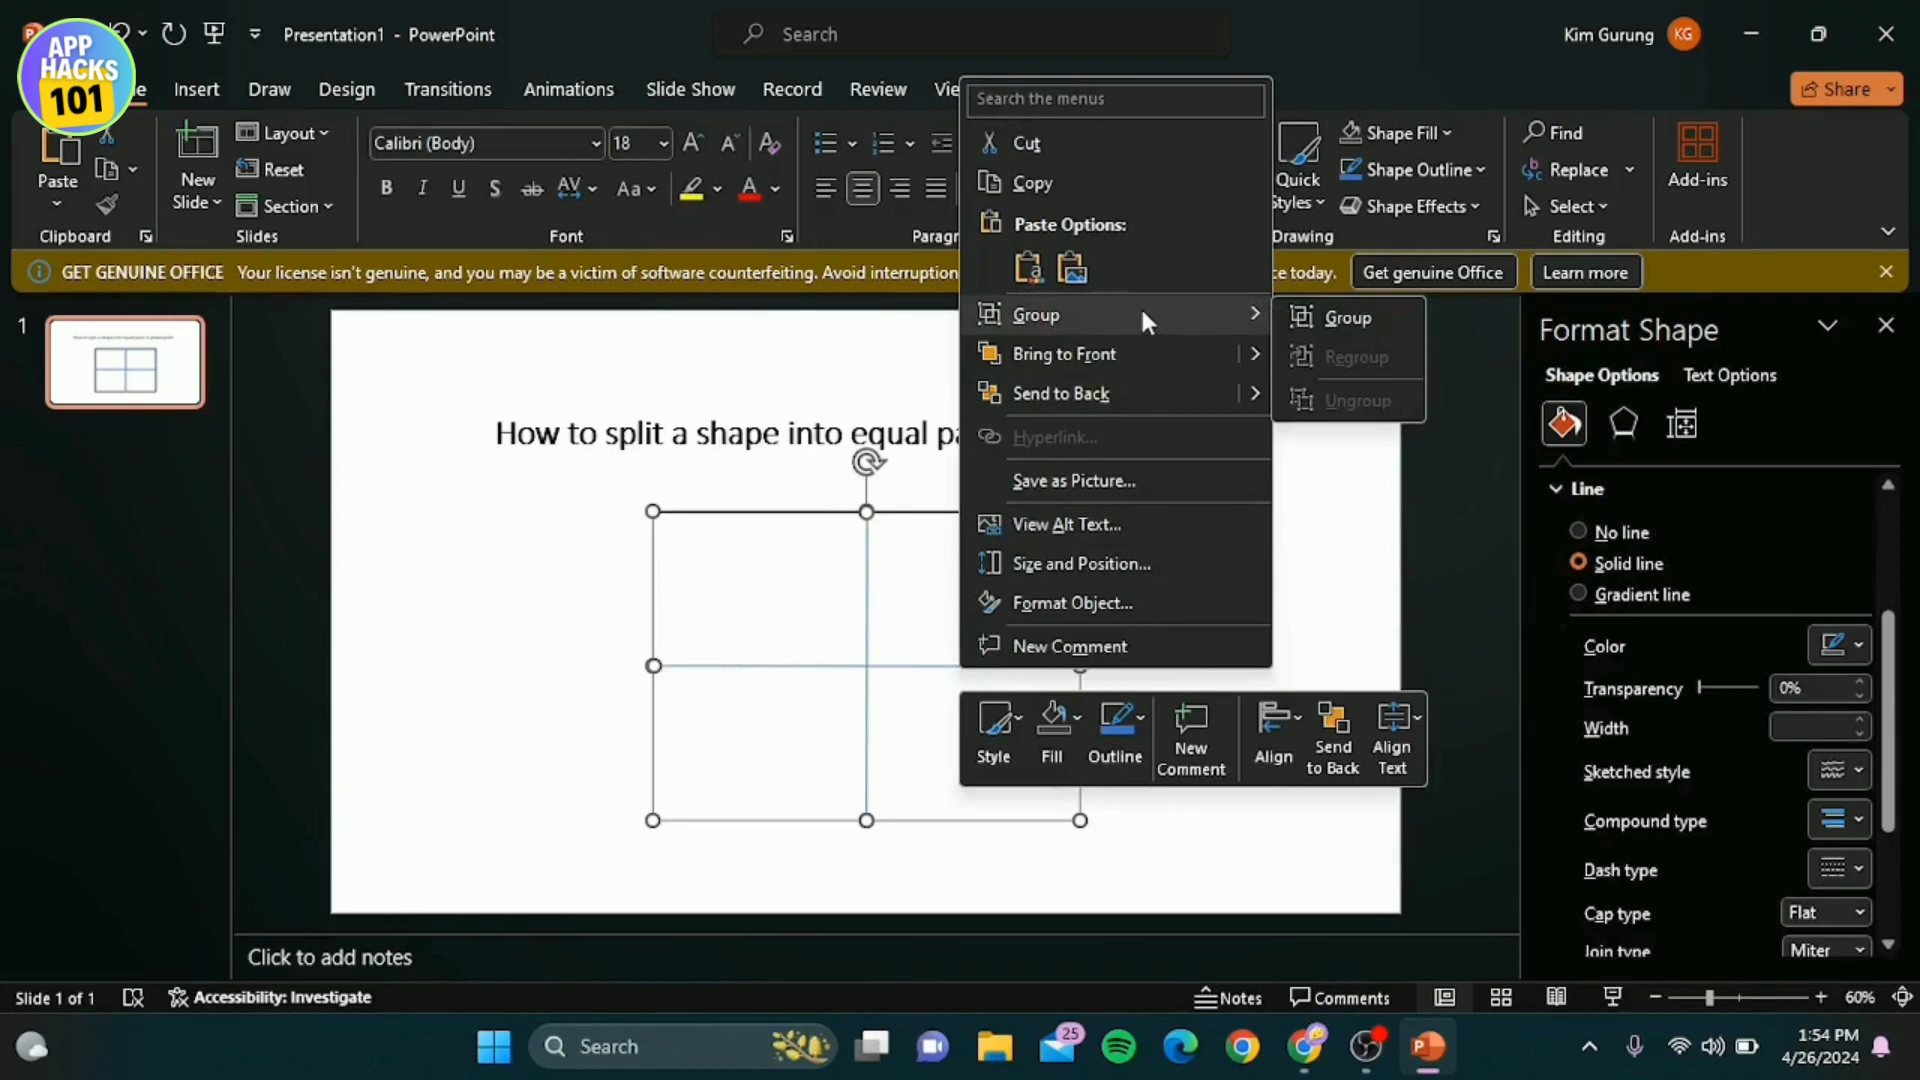 APP
HACKS
101
Presentation1 - PowerPoint
Search
Kim Gurung
KG
Insert
Draw
Design
Transitions
Animations
Slide Show
Record
Review
Share
Paste
New
Slide
Layout
Reset
Section
Calibri (Body)
18
B I U S ab AV Aa A
Quick
Styles
Shape Fill
Shape Outline
Shape Effects
Find
Replace
Select
Add-ins
Clipboard
Slides
Font
Drawing
Editing
Add-ins
GET GENUINE OFFICE Your license isn't genuine, and you may be a victim of software counterfeiting. Avoid interruption
ce today.
Get genuine Office
Learn more
Search the menus
Cut
Copy
Paste Options:
Group
Bring to Front
Send to Back
Hyperlink...
Save as Picture...
View Alt Text...
Size and Position...
Format Object...
New Comment
Group
Regroup
Ungroup
1
How to split a shape into equal
Style
Fill
Outline
New
Comment
Align
Send
to Back
Align
Text
Format Shape
Shape Options
Text Options
Line
No line
Solid line
Gradient line
Color
Transparency
0%
Width
Sketched style
Compound type
Dash type
Cap type
Flat
Join type
Miter
Click to add notes
Slide 1 of 1
Accessibility: Investigate
Notes
Comments
60%
Search
25
1:54 PM
4/26/2024